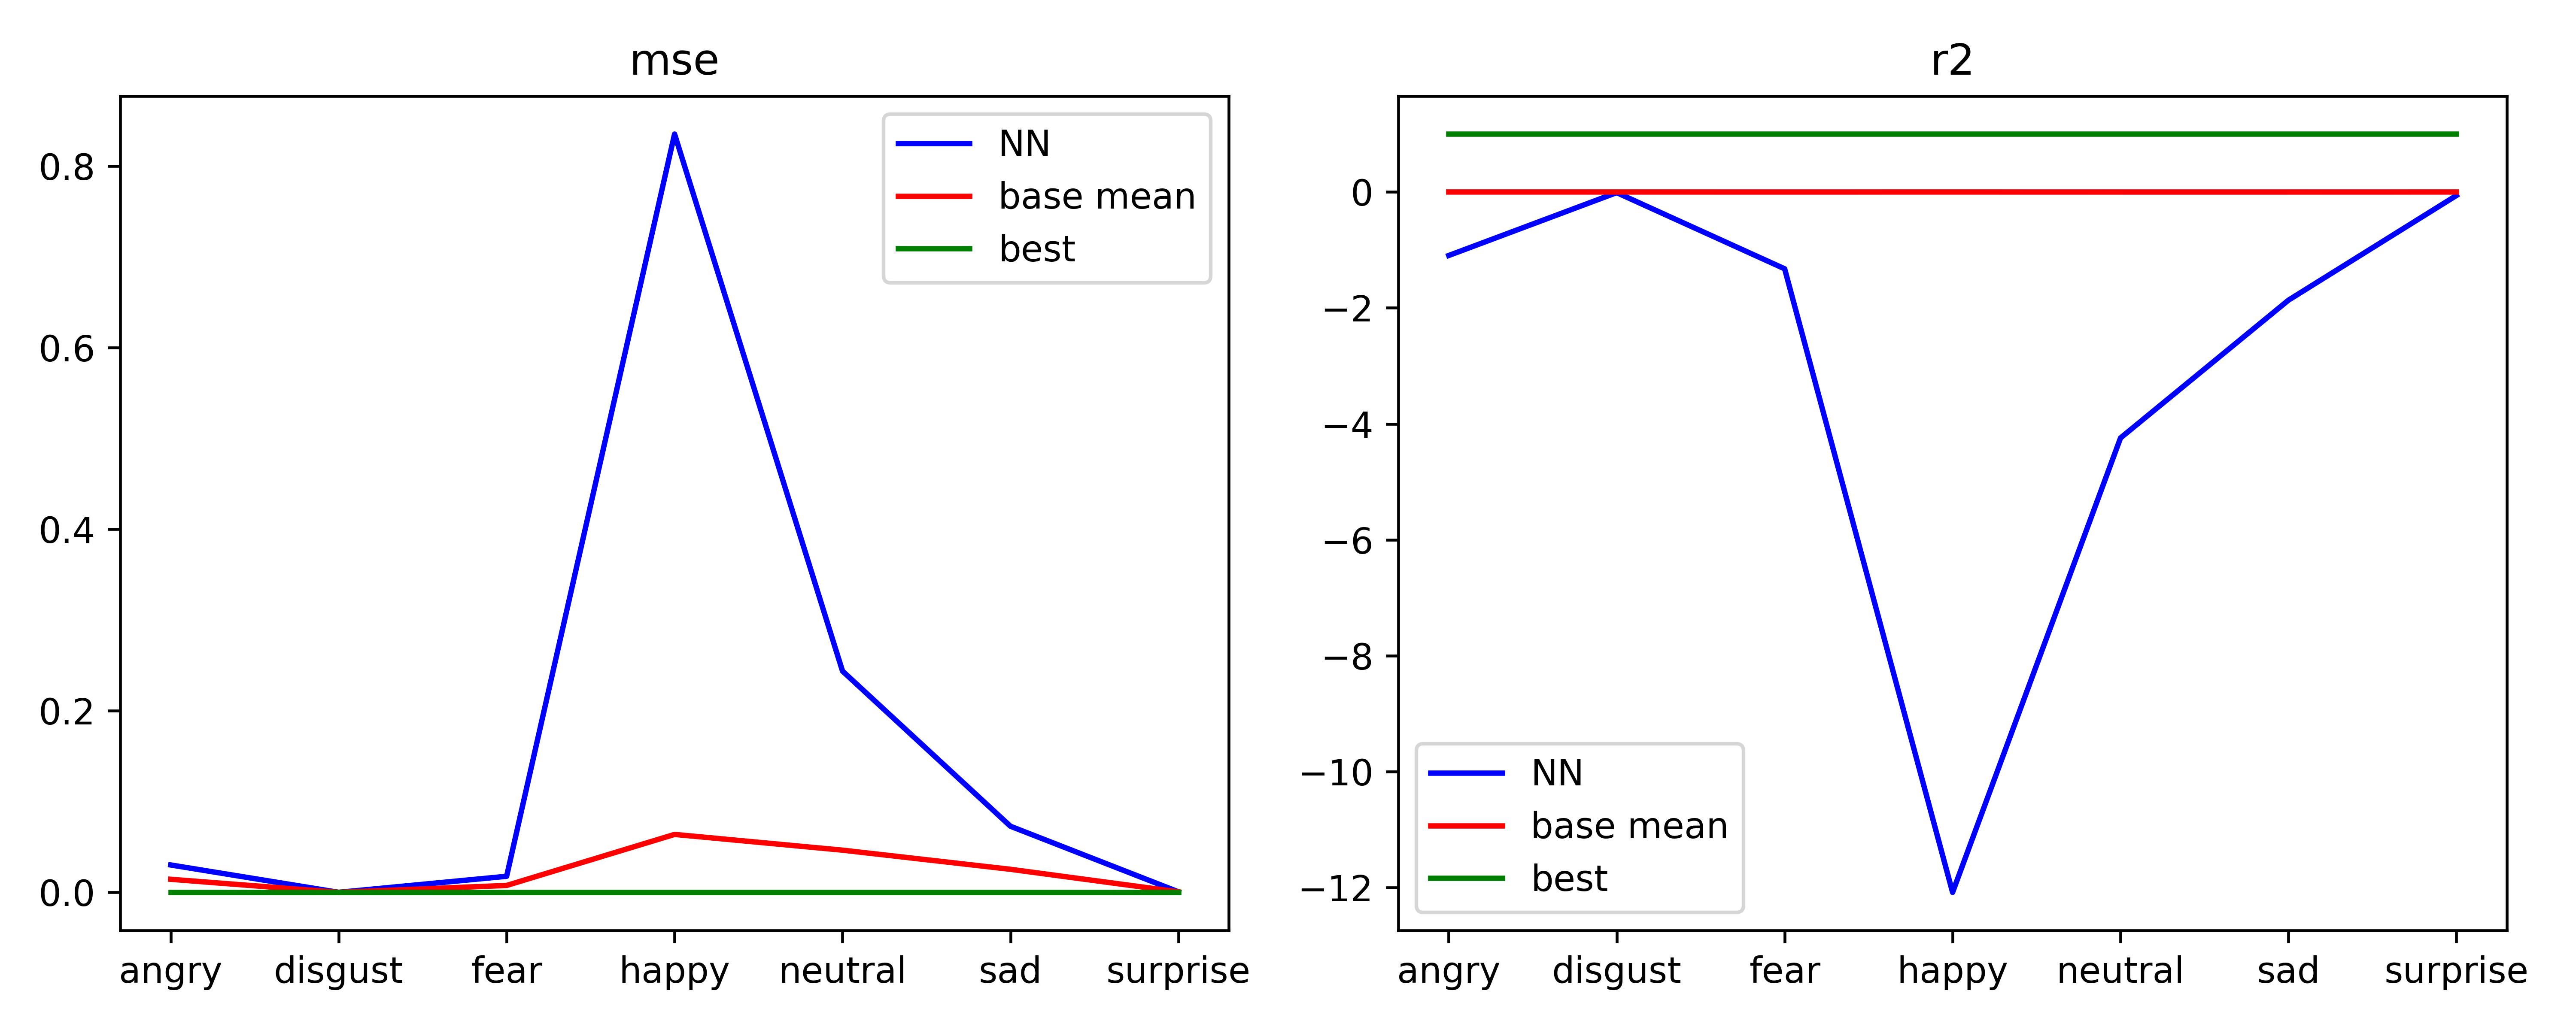 mse
0.8
0.6
0.4
0.2
0.0
NN
base mean
best
angry disgust fear happy neutral sad surprise
r2
0
−2
−4
−6
−8
−10
−12
NN
base mean
best
angry disgust fear happy neutral sad surprise